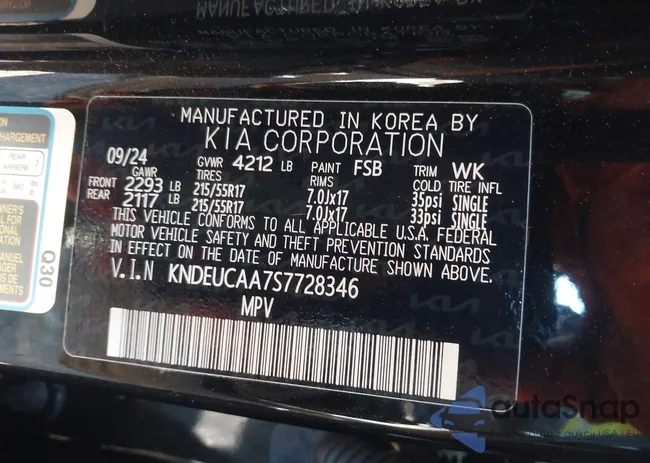 MANUFACTURED IN KOREA BY
KIA CORPORATION
09/24 GVWR 4212 LB PAINT FSB TRIM WK
GAWR TIRES RIMS COLD TIRE INFL
FRONT 2293 LB 215/55R17 7.0Jx17 35psi SINGLE
REAR 2117 LB 215/55R17 7.0Jx17 33psi SINGLE
THIS VEHICLE CONFORMS TO ALL APPLICABLE U.S.A. FEDERAL
MOTOR VEHICLE SAFETY AND THEFT PREVENTION STANDARDS
IN EFFECT ON THE DATE OF MANUFACTURE SHOWN ABOVE.
V.I.N KNDEUCAA7S7728346
MPV
HARGEMENT
REAR
ARRIERE
Q30
autoSnap